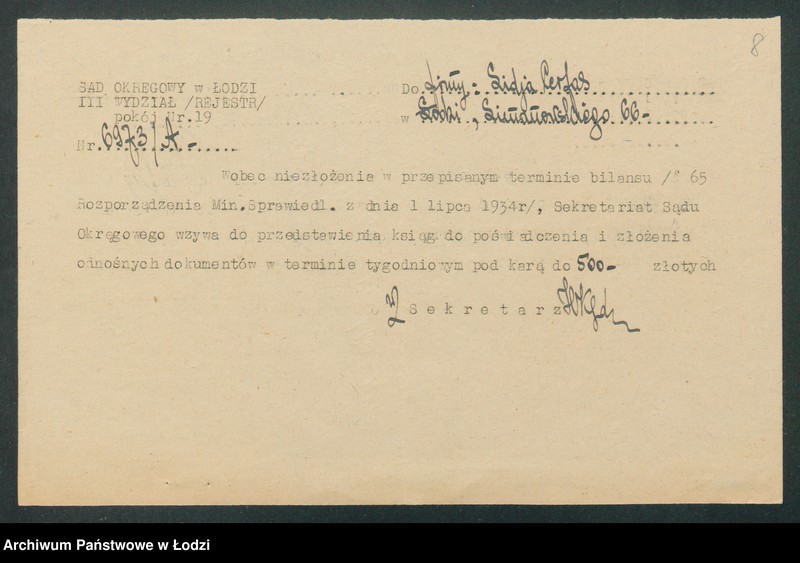 8
SĄD OKRĘGOWY w ŁODZI
III WYDZIAŁ /REJESTR/
pokój Nr.19
Nr. 6973/A-
Do firmy: Lidja Cerfas
w Łodzi, 66-
Wobec niezłożenia w przepisanym terminie bilansu /§ 65
Rozporządzenia Min.Sprawiedl. z dnia 1 lipca 1934r/, Sekretariat Sądu
Okręgowego wzywa do przedstawienia ksiąg do poświadczenia i złożenia
odnośnych dokumentów w terminie tygodniowym pod karą do 500- złotych
Sekretarz
Archiwum Państwowe w Łodzi